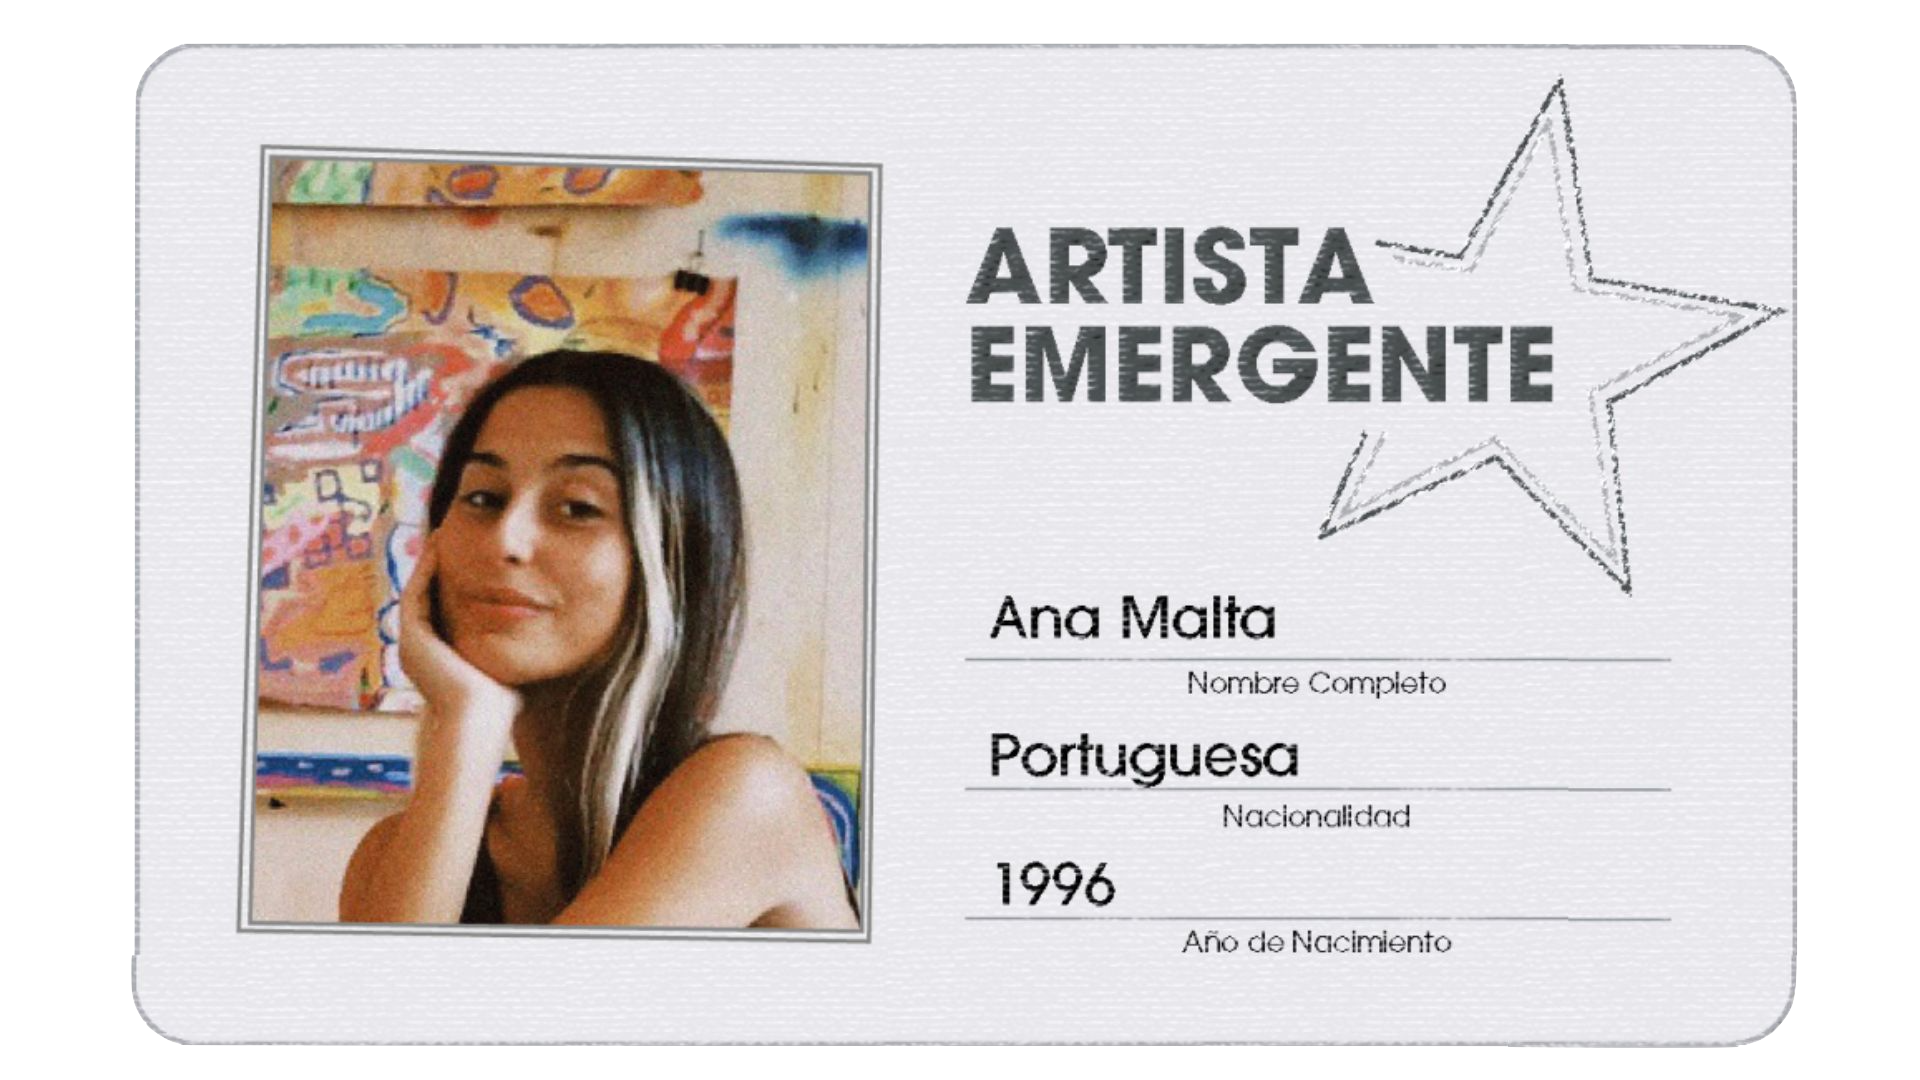 ARTISTA
EMERGENTE
Ana Malta
Nombre Completo
Portuguesa
Nacionalidad
1996
Año de Nacimiento